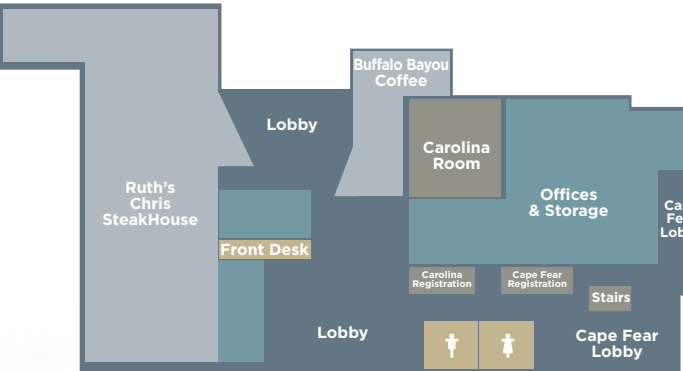 Buffalo Bayou
Coffee
Lobby
Carolina
Room
Ruth's
Chris
SteakHouse
Offices
& Storage
Front Desk
Carolina
Registration
Cape Fear
Registration
Stairs
Lobby
Cape Fear
Lobby